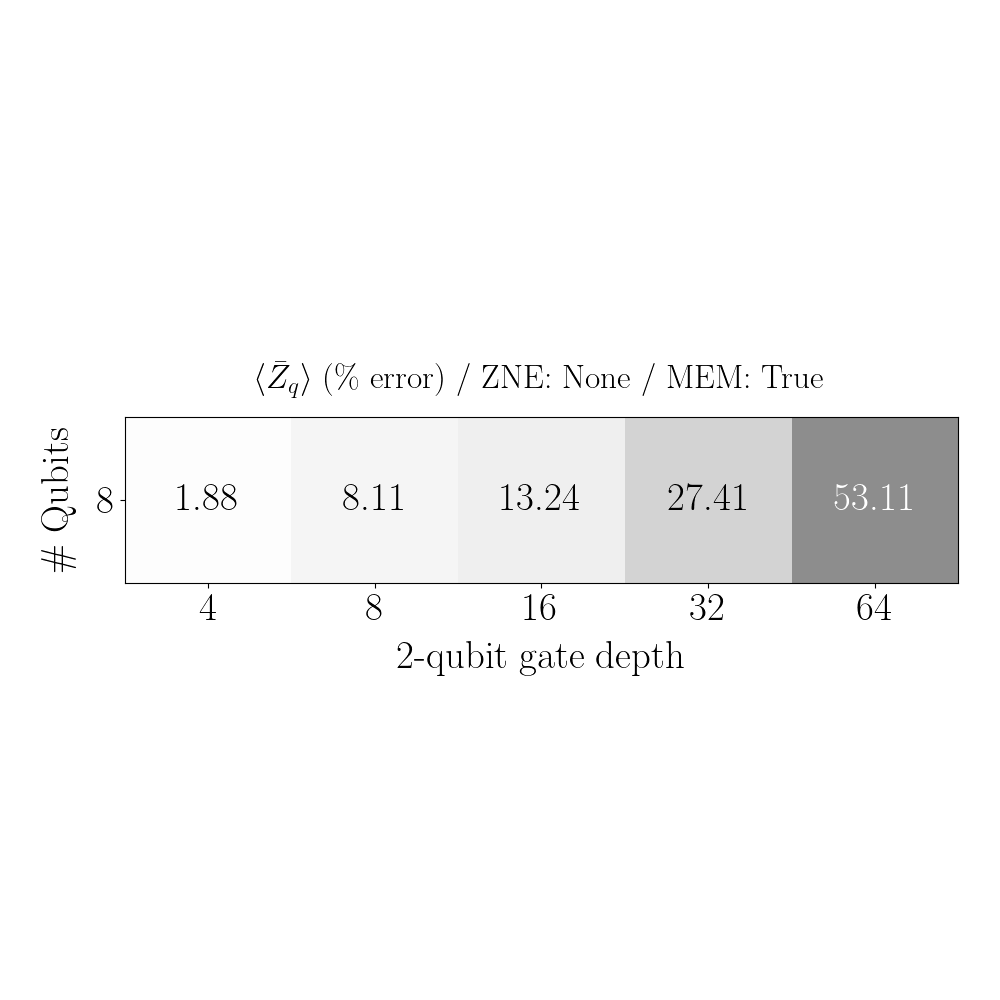 ⟨Z̄_q⟩ (% error) / ZNE: None / MEM: True
# Qubits
8
1.88 8.11 13.24 27.41 53.11
4 8 16 32 64
2-qubit gate depth